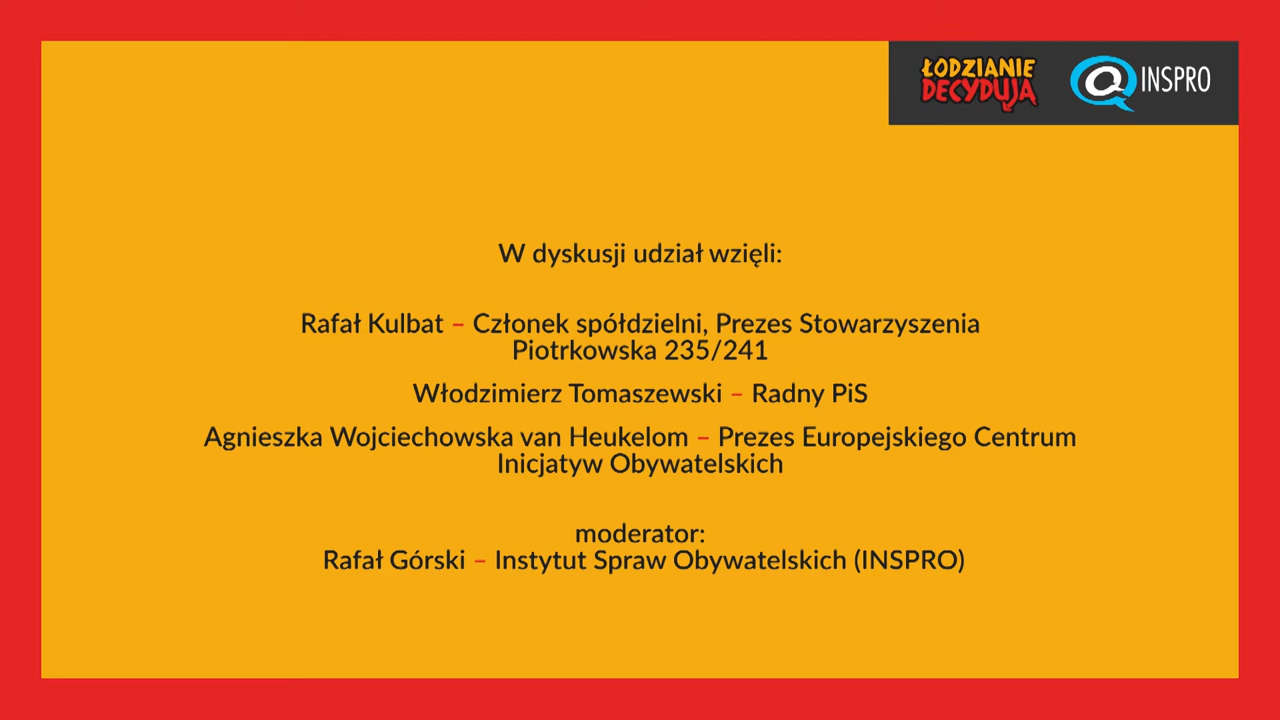 ŁODZIANIE
DECYDUJĄ
INSPRO
W dyskusji udział wzięli:
Rafał Kulbat – Członek spółdzielni, Prezes Stowarzyszenia
Piotrkowska 235/241
Włodzimierz Tomaszewski – Radny PiS
Agnieszka Wojciechowska van Heukelom – Prezes Europejskiego Centrum
Inicjatyw Obywatelskich
moderator:
Rafał Górski – Instytut Spraw Obywatelskich (INSPRO)